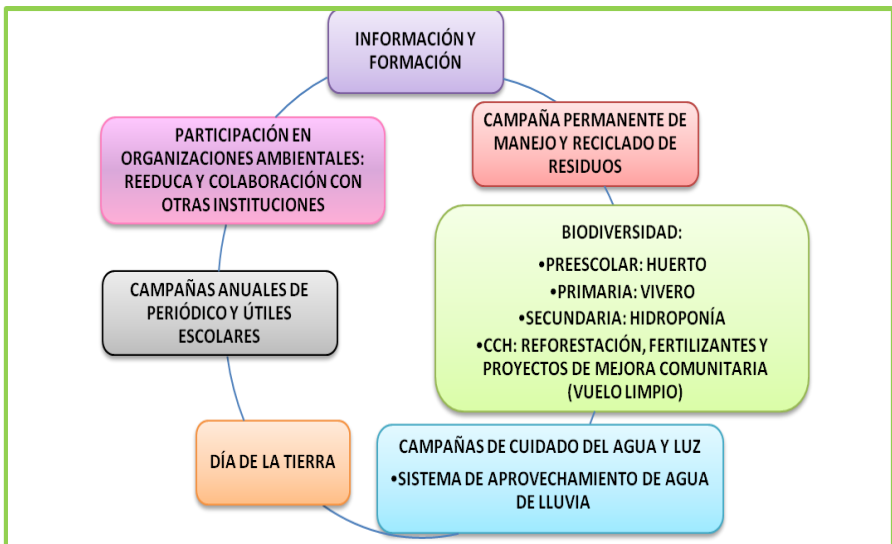 INFORMACIÓN Y
FORMACIÓN
CAMPAÑA PERMANENTE DE
MANEJO Y RECICLADO DE
RESIDUOS
BIODIVERSIDAD:
•PREESCOLAR: HUERTO
•PRIMARIA: VIVERO
•SECUNDARIA: HIDROPONÍA
•CCH: REFORESTACIÓN, FERTILIZANTES Y
PROYECTOS DE MEJORA COMUNITARIA
(VUELO LIMPIO)
CAMPAÑAS DE CUIDADO DEL AGUA Y LUZ
•SISTEMA DE APROVECHAMIENTO DE AGUA
DE LLUVIA
DÍA DE LA TIERRA
CAMPAÑAS ANUALES DE
PERIÓDICO Y ÚTILES
ESCOLARES
PARTICIPACIÓN EN
ORGANIZACIONES AMBIENTALES:
REEDUCA Y COLABORACIÓN CON
OTRAS INSTITUCIONES